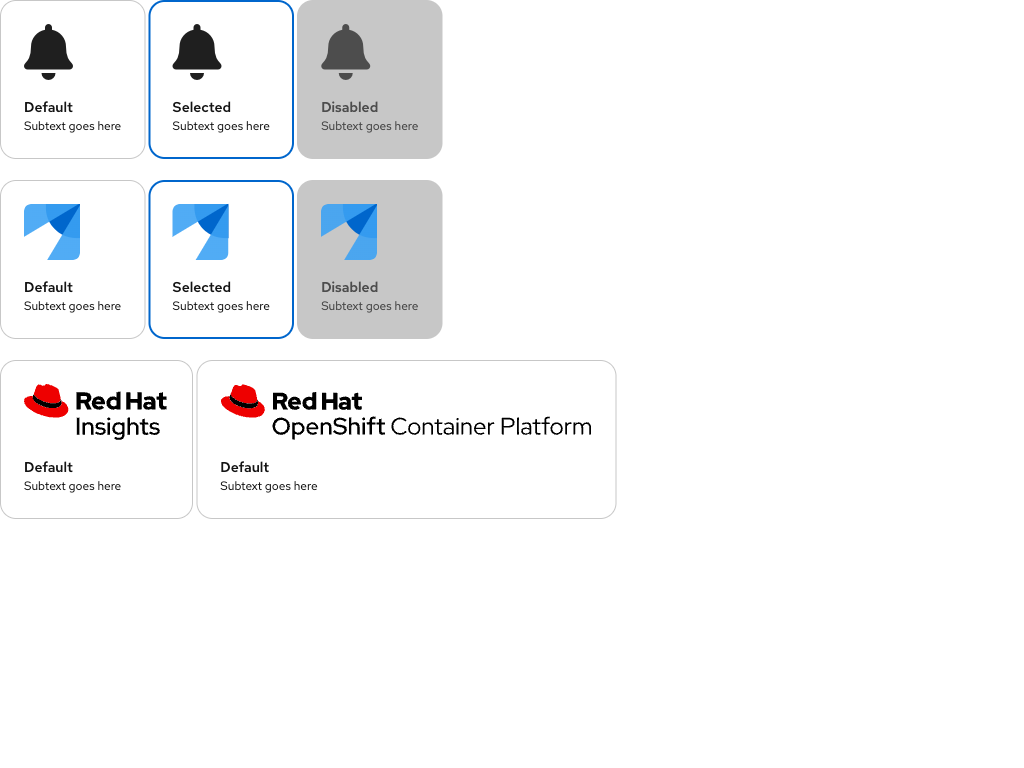 Default
Subtext goes here
Selected
Subtext goes here
Disabled
Subtext goes here
Default
Subtext goes here
Selected
Subtext goes here
Disabled
Subtext goes here
Red Hat
Insights
Default
Subtext goes here
Red Hat
OpenShift Container Platform
Default
Subtext goes here